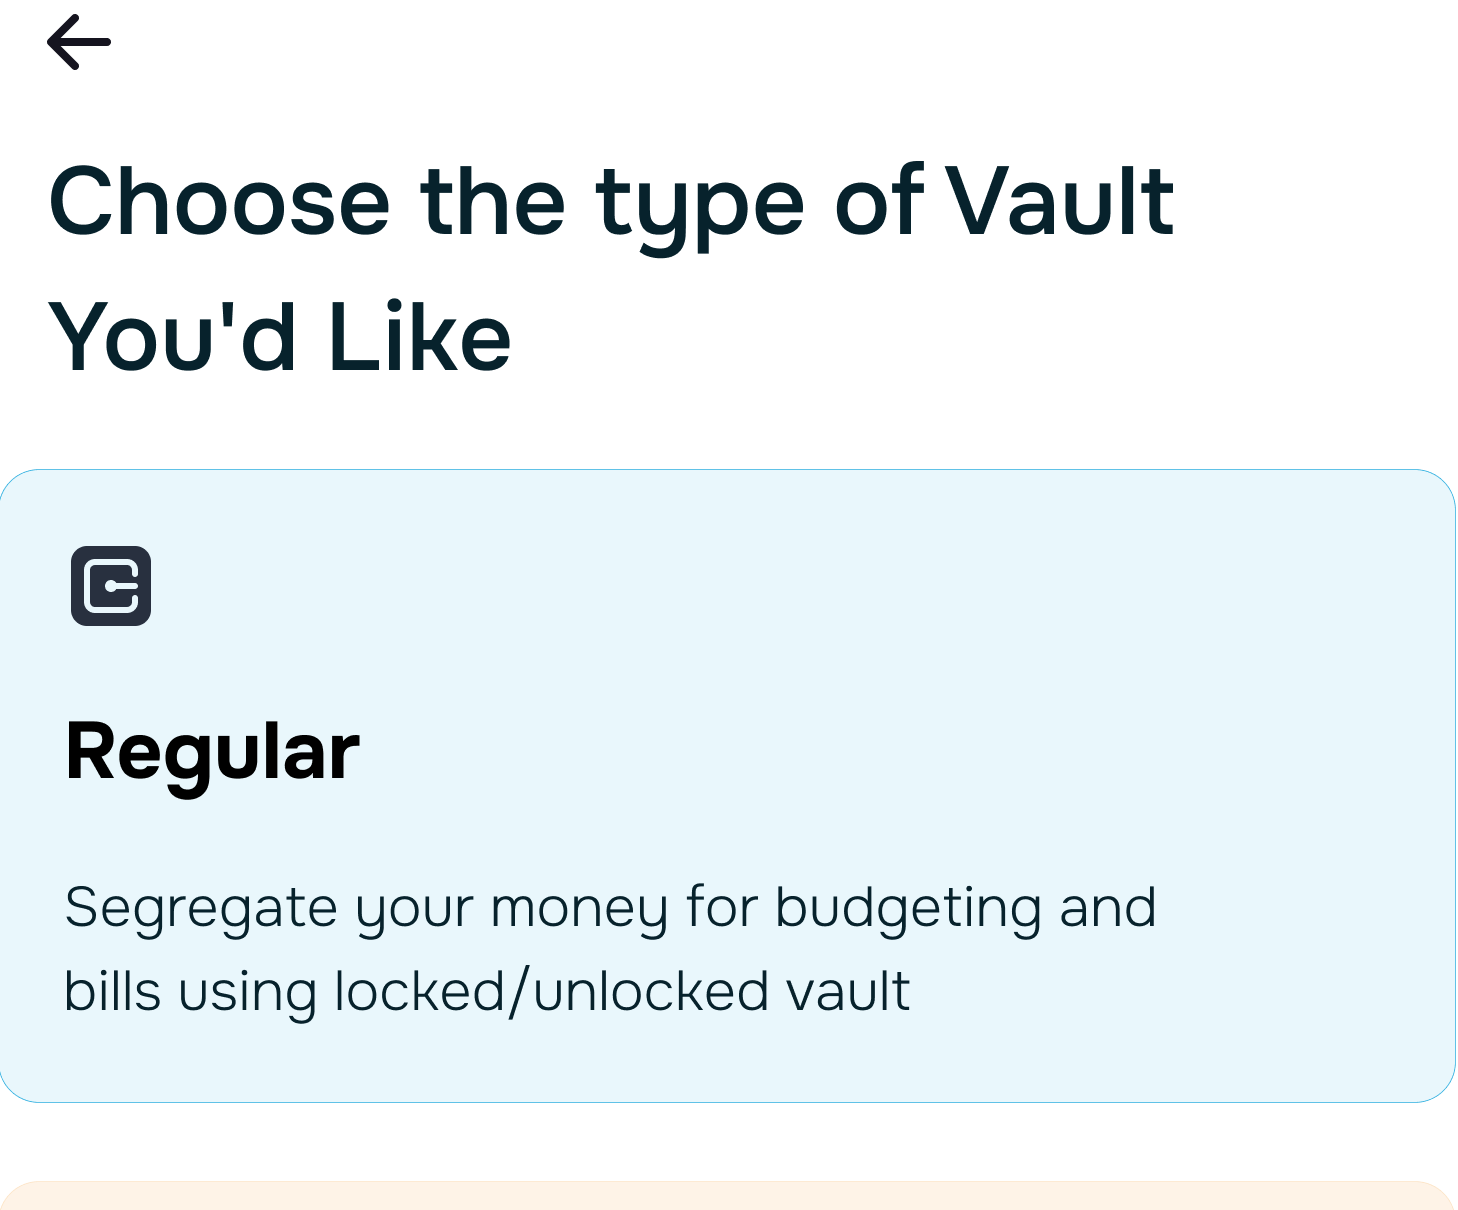 Choose the type of Vault
You'd Like
Regular
Segregate your money for budgeting and
bills using locked/unlocked vault